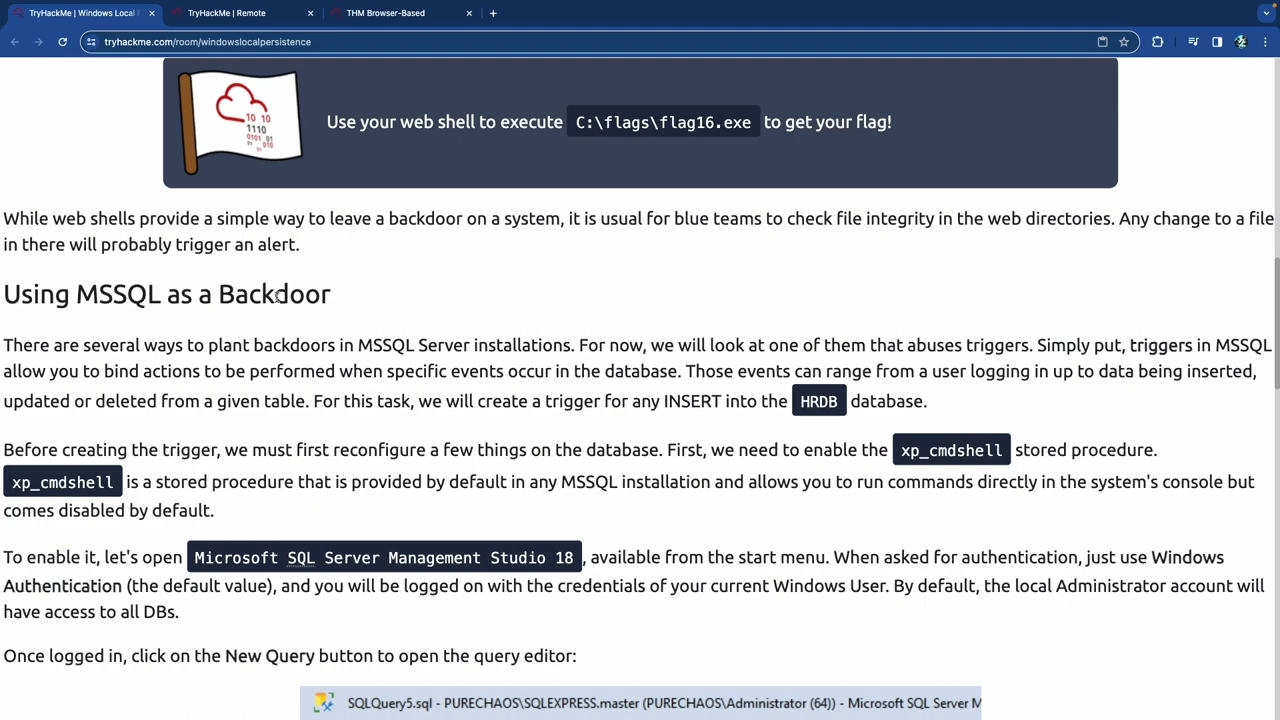 TryHackMe | Windows Local
TryHackMe | Remote
THM Browser-Based
tryhackme.com/room/windowslocalpersistence
10 10
1110
0101 01
01 010
Use your web shell to execute C:\flags\flag16.exe to get your flag!
While web shells provide a simple way to leave a backdoor on a system, it is usual for blue teams to check file integrity in the web directories. Any change to a file
in there will probably trigger an alert.
Using MSSQL as a Backdoor
There are several ways to plant backdoors in MSSQL Server installations. For now, we will look at one of them that abuses triggers. Simply put, triggers in MSSQL
allow you to bind actions to be performed when specific events occur in the database. Those events can range from a user logging in up to data being inserted,
updated or deleted from a given table. For this task, we will create a trigger for any INSERT into the HRDB database.
Before creating the trigger, we must first reconfigure a few things on the database. First, we need to enable the xp_cmdshell stored procedure.
xp_cmdshell is a stored procedure that is provided by default in any MSSQL installation and allows you to run commands directly in the system's console but
comes disabled by default.
To enable it, let's open Microsoft SQL Server Management Studio 18, available from the start menu. When asked for authentication, just use Windows
Authentication (the default value), and you will be logged on with the credentials of your current Windows User. By default, the local Administrator account will
have access to all DBs.
Once logged in, click on the New Query button to open the query editor:
SQLQuery5.sql - PURECHAOS\SQLEXPRESS.master (PURECHAOS\Administrator (64)) - Microsoft SQL Server M